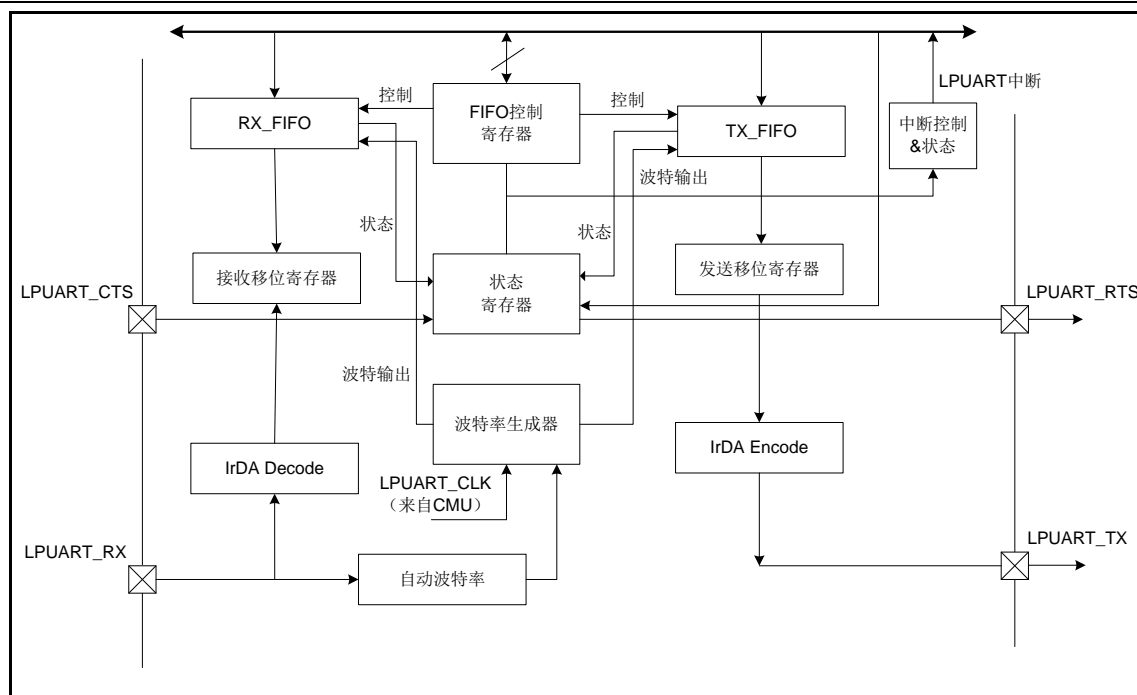 LPUART中断
控制
控制
RX_FIFO
FIFO控制
寄存器
TX_FIFO
中断控制
&状态
波特输出
状态
状态
接收移位寄存器
状态
寄存器
发送移位寄存器
LPUART_CTS
LPUART_RTS
波特输出
波特率生成器
IrDA Decode
IrDA Encode
LPUART_CLK
（来自CMU）
LPUART_RX
LPUART_TX
自动波特率